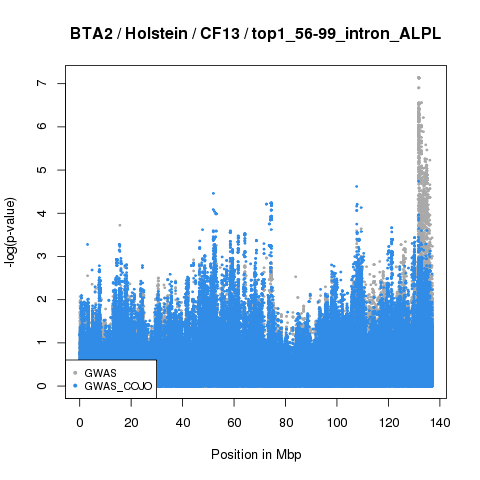 BTA2 / Holstein / CF13 / top1_56-99_intron_ALPL
-log(p-value)
7
6
5
4
3
2
1
0
GWAS
GWAS_COJO
0 20 40 60 80 100 120 140
Position in Mbp